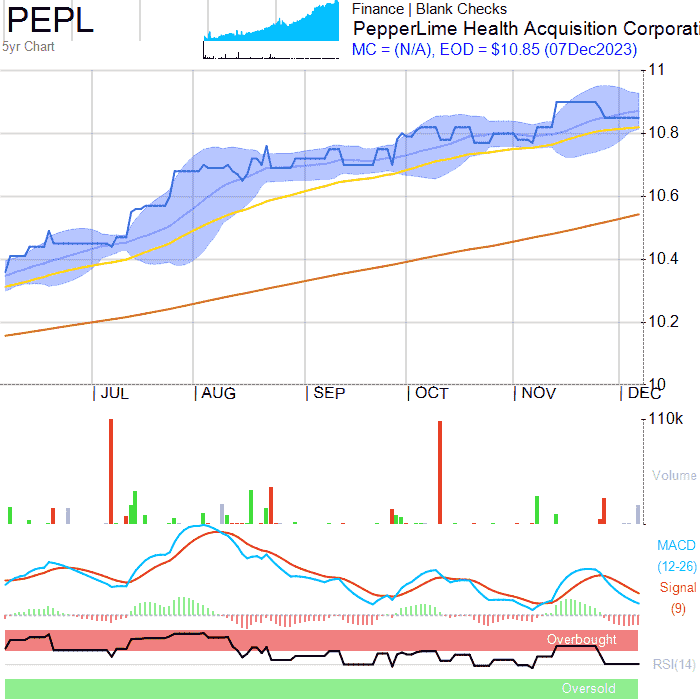 PEPL
5yr Chart
Finance | Blank Checks
PepperLime Health Acquisition Corporati
MC = (N/A), EOD = $10.85 (07Dec2023)
11
10.8
10.6
10.4
10.2
10
JUL
AUG
SEP
OCT
NOV
DEC
110k
Volume
MACD
(12-26)
Signal
(9)
Overbought
RSI(14)
Oversold